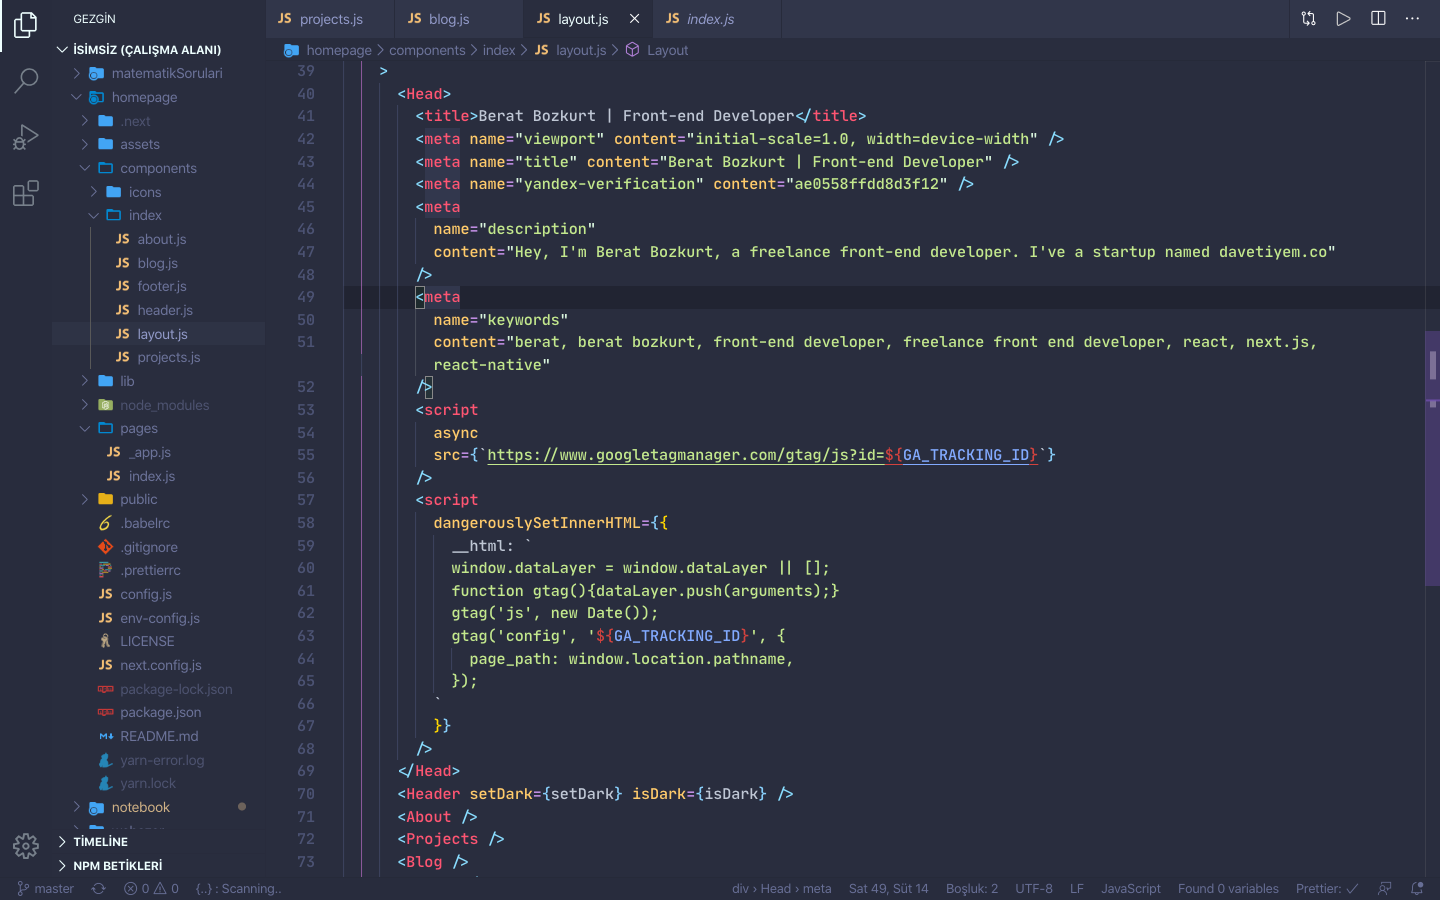 GEZGİN
İSİMSİZ (ÇALIŞMA ALANI)
matematikSorulari
homepage
.next
assets
components
icons
index
JS about.js
JS blog.js
JS footer.js
JS header.js
JS layout.js
JS projects.js
lib
node_modules
pages
JS _app.js
JS index.js
public
.babelrc
.gitignore
.prettierrc
JS config.js
JS env-config.js
LICENSE
JS next.config.js
package-lock.json
package.json
README.md
yarn-error.log
yarn.lock
notebook
TİMELİNE
NPM BETİKLERİ
JS projects.js JS blog.js JS layout.js JS index.js
homepage > components > index > JS layout.js > Layout
39 >
40 <Head>
41 <title>Berat Bozkurt | Front-end Developer</title>
42 <meta name="viewport" content="initial-scale=1.0, width=device-width" />
43 <meta name="title" content="Berat Bozkurt | Front-end Developer" />
44 <meta name="yandex-verification" content="ae0558ffdd8d3f12" />
45 <meta
46 name="description"
47 content="Hey, I'm Berat Bozkurt, a freelance front-end developer. I've a startup named davetiyem.co"
48 />
49 <meta
50 name="keywords"
51 content="berat, berat bozkurt, front-end developer, freelance front end developer, react, next.js,
react-native"
52 />
53 <script
54 async
55 src={`https://www.googletagmanager.com/gtag/js?id=${GA_TRACKING_ID}`}
56 />
57 <script
58 dangerouslySetInnerHTML={{
59 __html: `
60 window.dataLayer = window.dataLayer || [];
61 function gtag(){dataLayer.push(arguments);}
62 gtag('js', new Date());
63 gtag('config', '${GA_TRACKING_ID}', {
64 page_path: window.location.pathname,
65 });
66 `
67 }}
68 />
69 </Head>
70 <Header setDark={setDark} isDark={isDark} />
71 <About />
72 <Projects />
73 <Blog />
master 0 0 {..} : Scanning.. div › Head › meta Sat 49, Süt 14 Boşluk: 2 UTF-8 LF JavaScript Found 0 variables Prettier: ✓